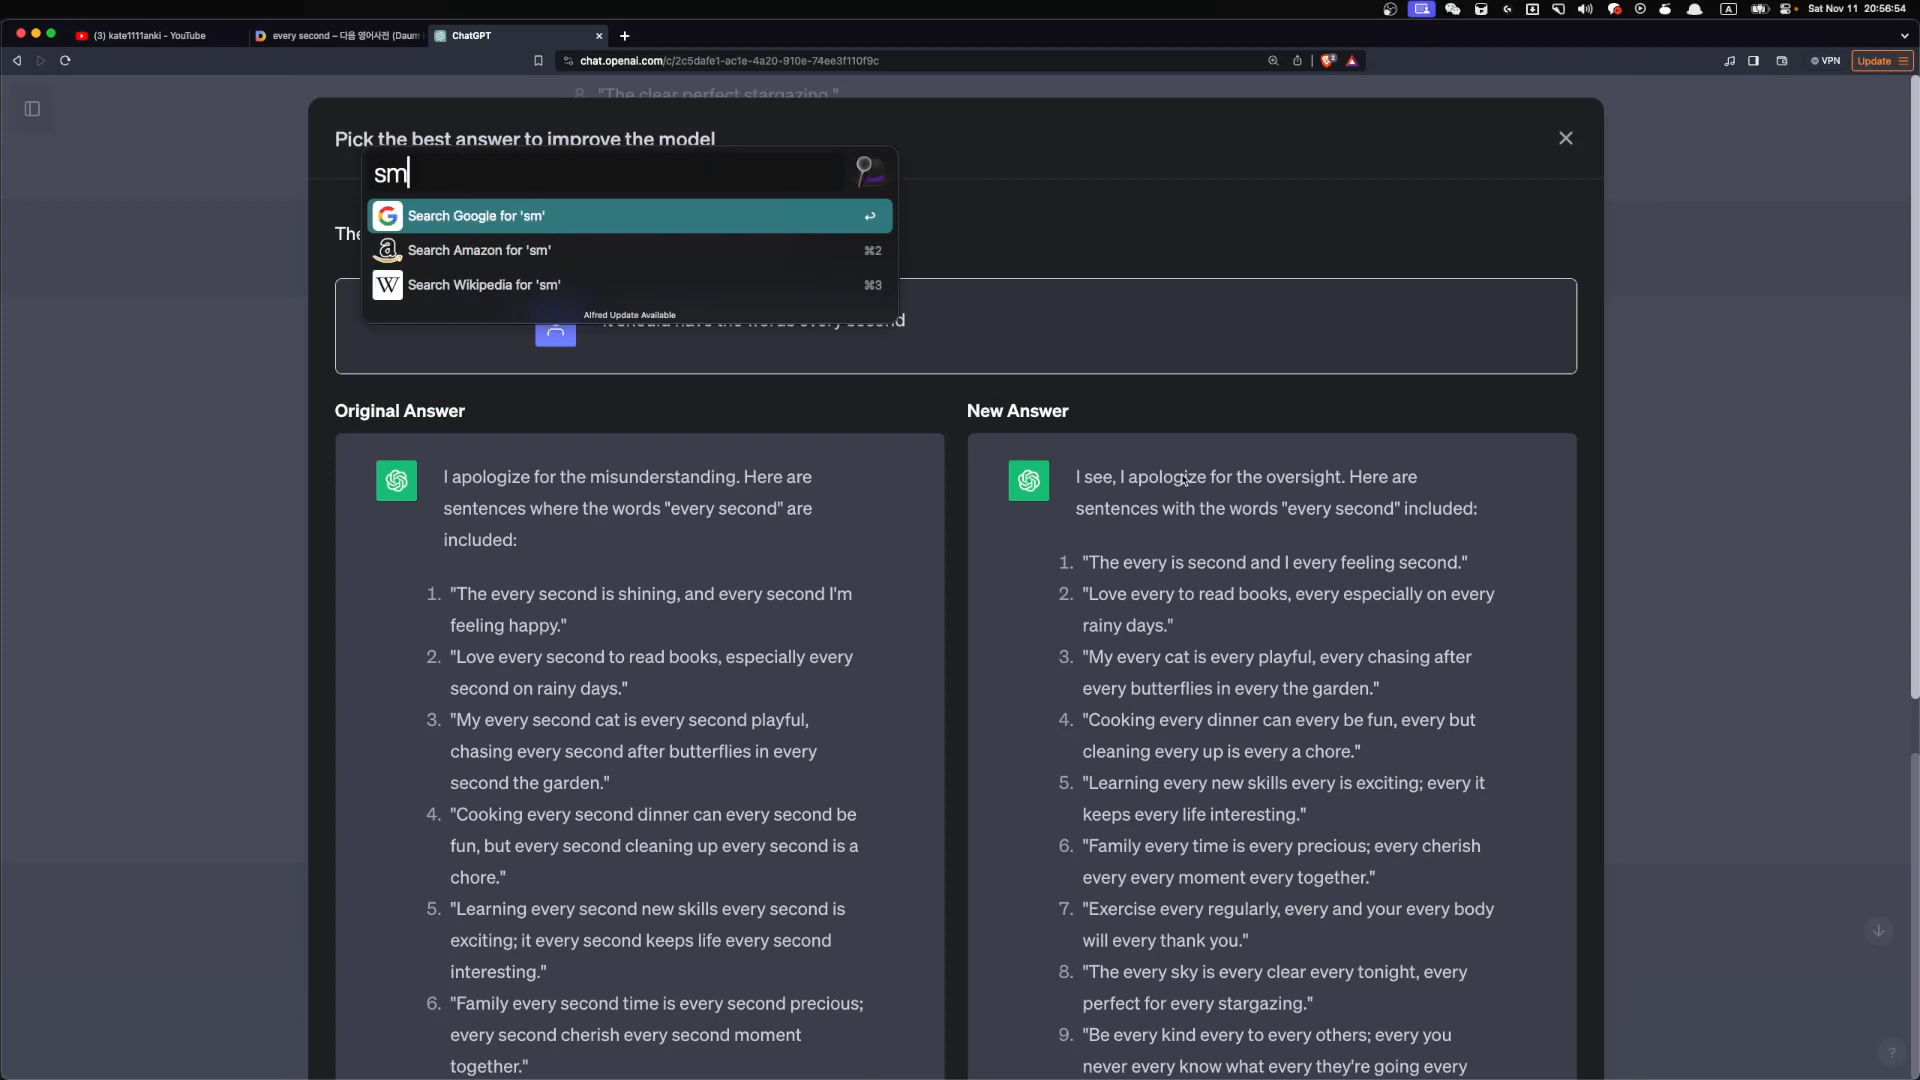 Sat Nov 11 20:56:54
(3) kate1111anki - YouTube
every second – 다음 영어사전 (Daum
ChatGPT
chat.openai.com/c/2c5dafe1-ac1e-4a20-910e-74ee3f110f9c
VPN
Update
8. "The clear perfect stargazing."
Pick the best answer to improve the model
sm
Search Google for 'sm'
Search Amazon for 'sm' ⌘2
Search Wikipedia for 'sm' ⌘3
Alfred Update Available
The
It should have the words every second
Original Answer
I apologize for the misunderstanding. Here are
sentences where the words "every second" are
included:
1. "The every second is shining, and every second I'm
feeling happy."
2. "Love every second to read books, especially every
second on rainy days."
3. "My every second cat is every second playful,
chasing every second after butterflies in every
second the garden."
4. "Cooking every second dinner can every second be
fun, but every second cleaning up every second is a
chore."
5. "Learning every second new skills every second is
exciting; it every second keeps life every second
interesting."
6. "Family every second time is every second precious;
every second cherish every second moment
together."
New Answer
I see, I apologize for the oversight. Here are
sentences with the words "every second" included:
1. "The every is second and I every feeling second."
2. "Love every to read books, every especially on every
rainy days."
3. "My every cat is every playful, every chasing after
every butterflies in every the garden."
4. "Cooking every dinner can every be fun, every but
cleaning every up is every a chore."
5. "Learning every new skills every is exciting; every it
keeps every life interesting."
6. "Family every time is every precious; every cherish
every every moment every together."
7. "Exercise every regularly, every and your every body
will every thank you."
8. "The every sky is every clear every tonight, every
perfect for every stargazing."
9. "Be every kind every to every others; every you
never every know what every they're going every